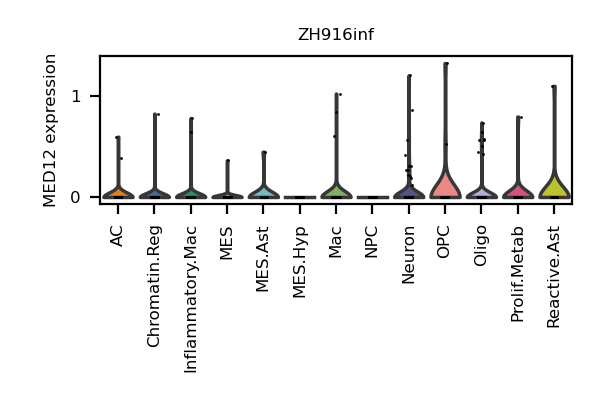 ZH916inf
MED12 expression
1
0
AC
Chromatin.Reg
Inflammatory.Mac
MES
MES.Ast
MES.Hyp
Mac
NPC
Neuron
OPC
Oligo
Prolif.Metab
Reactive.Ast